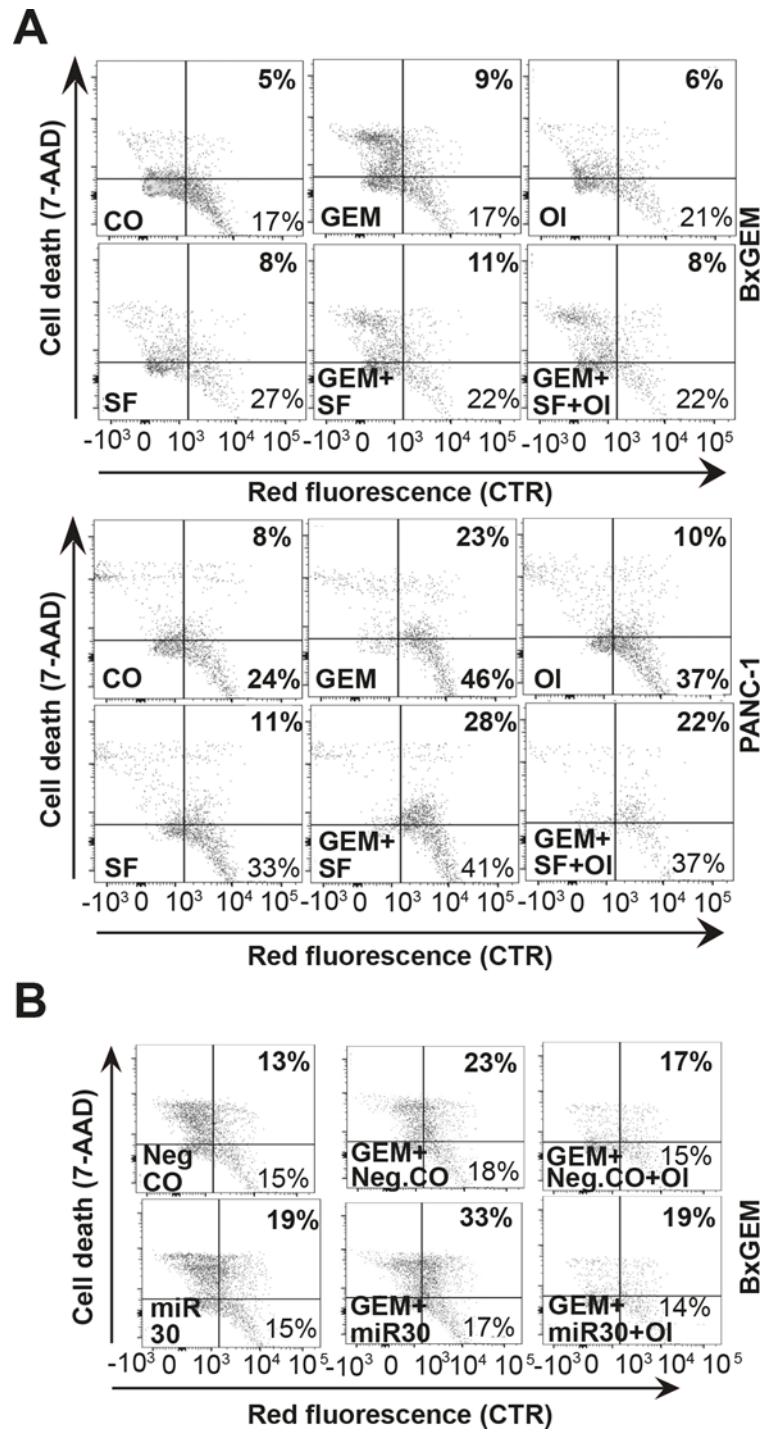 A
Cell death (7-AAD)
5%
CO
17%
9%
GEM
17%
6%
OI
21%
8%
SF
27%
11%
GEM+
SF
22%
8%
GEM+
SF+OI
22%
BxGEM
-10³ 0 10³ 10⁴ 10⁵ -10³ 0 10³ 10⁴ 10⁵ -10³ 0 10³ 10⁴ 10⁵
Red fluorescence (CTR)
Cell death (7-AAD)
8%
CO
24%
23%
GEM
46%
10%
OI
37%
11%
SF
33%
28%
GEM+
SF
41%
22%
GEM+
SF+OI
37%
PANC-1
-10³ 0 10³ 10⁴ 10⁵ -10³ 0 10³ 10⁴ 10⁵ -10³ 0 10³ 10⁴ 10⁵
Red fluorescence (CTR)
B
Cell death (7-AAD)
13%
Neg
CO
15%
23%
GEM+
Neg.CO
18%
17%
GEM+
Neg.CO+OI
15%
19%
miR
30
15%
33%
GEM+
miR30
17%
19%
GEM+
miR30+OI
14%
BxGEM
-10³ 0 10³ 10⁴ 10⁵ -10³ 0 10³ 10⁴ 10⁵ -10³ 0 10³ 10⁴ 10⁵
Red fluorescence (CTR)